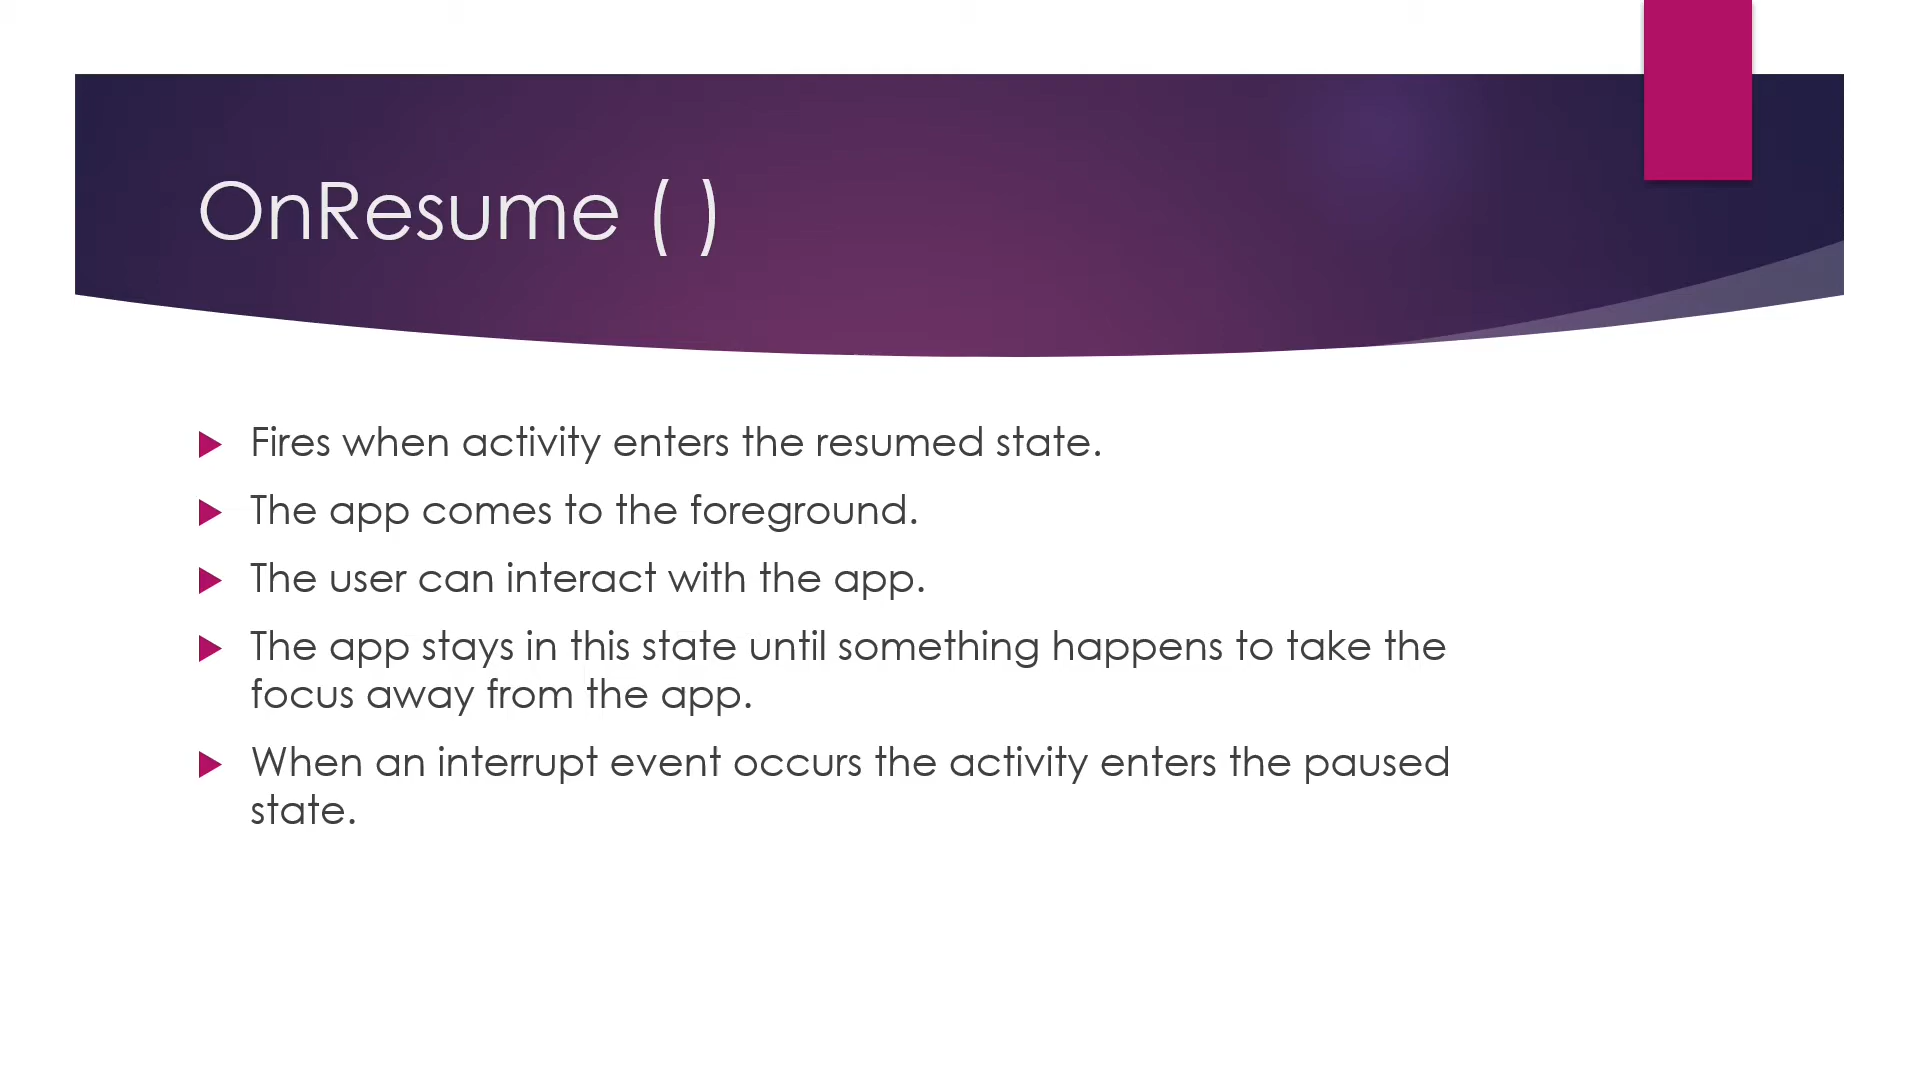 OnResume ( )
Fires when activity enters the resumed state.
The app comes to the foreground.
The user can interact with the app.
The app stays in this state until something happens to take the
focus away from the app.
When an interrupt event occurs the activity enters the paused
state.